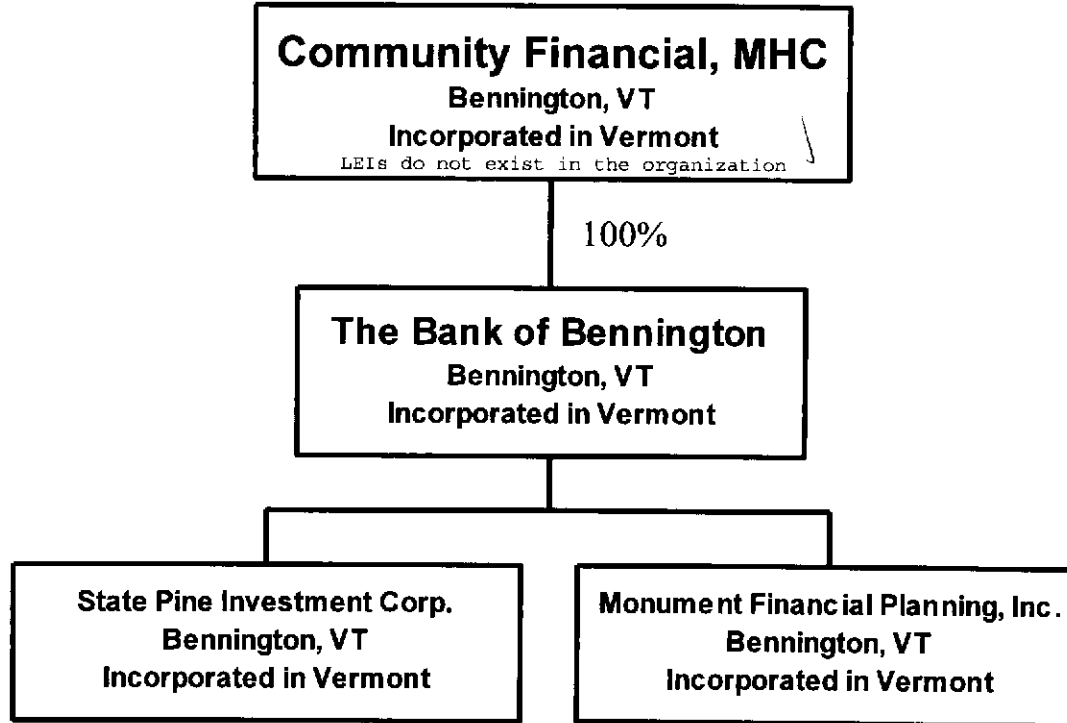 Community Financial, MHC
Bennington, VT
Incorporated in Vermont
LEIs do not exist in the organization
100%
The Bank of Bennington
Bennington, VT
Incorporated in Vermont
State Pine Investment Corp.
Bennington, VT
Incorporated in Vermont
Monument Financial Planning, Inc.
Bennington, VT
Incorporated in Vermont